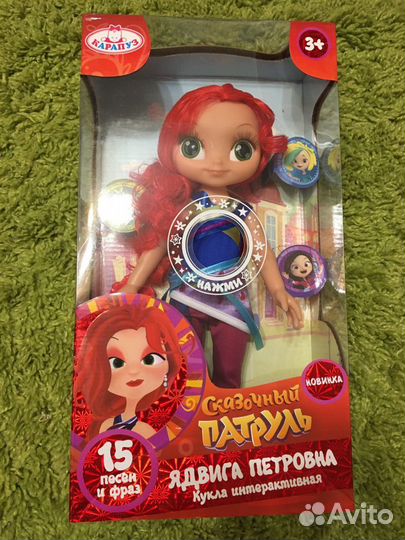 КАРАПУЗ
3+
НАЖМИ
Сказочный
ПАТРУЛЬ
НОВИНКА
15
песен
и фраз
ЯДВИГА ПЕТРОВНА
Кукла интерактивная
Avito